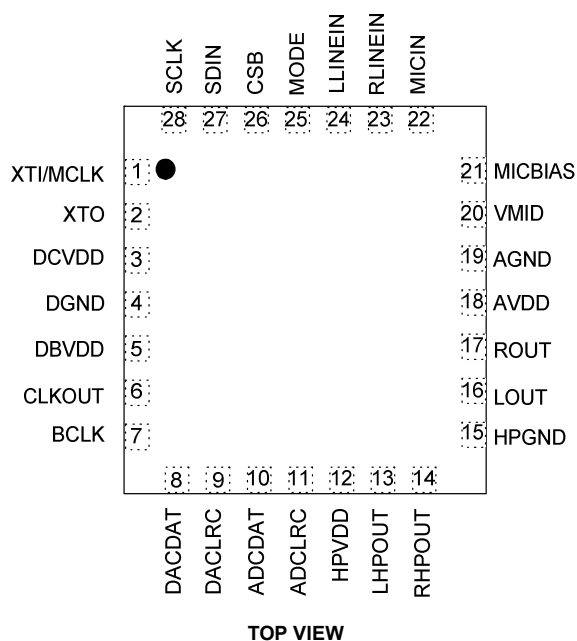 SCLK
SDIN
CSB
MODE
LLINEIN
RLINEIN
MICIN
28 27 26 25 24 23 22
XTI/MCLK 1 21 MICBIAS
XTO 2 20 VMID
DCVDD 3 19 AGND
DGND 4 18 AVDD
DBVDD 5 17 ROUT
CLKOUT 6 16 LOUT
BCLK 7 15 HPGND
8 9 10 11 12 13 14
DACDAT
DACLRC
ADCDAT
ADCLRC
HPVDD
LHPOUT
RHPOUT
TOP VIEW